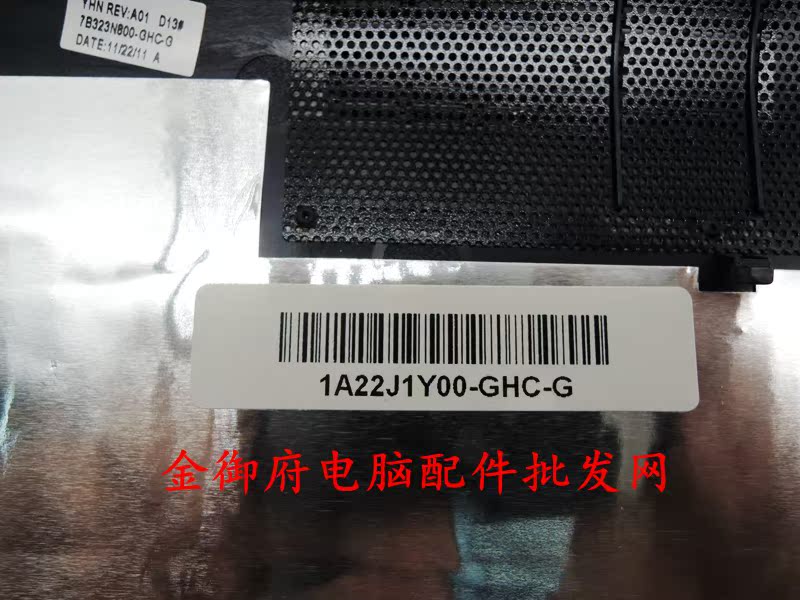 YHN REV:A01 D13#
7B323N800-GHC-G
DATE:11/22/11 A
1A22J1Y00-GHC-G
金御府电脑配件批发网